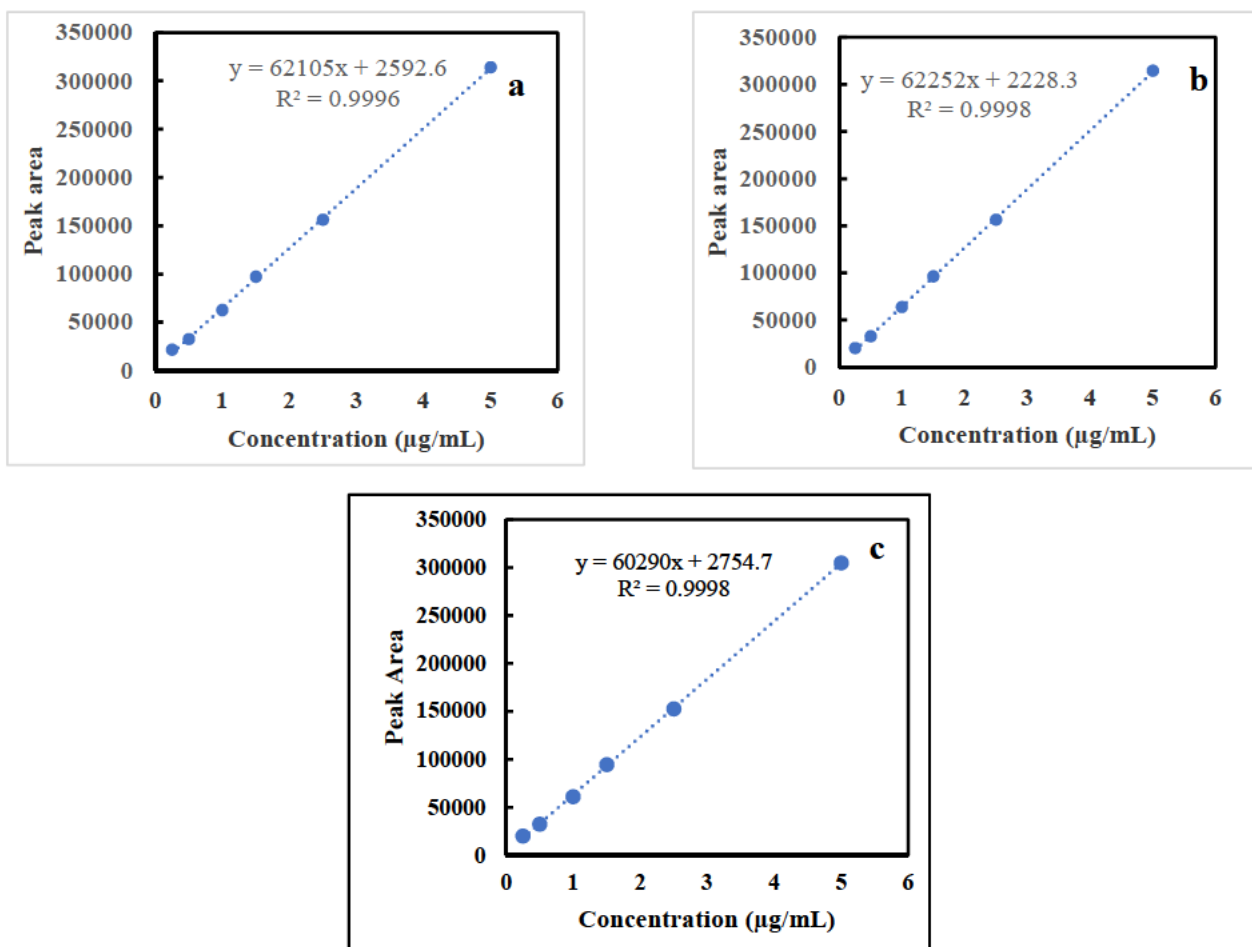 350000
300000
250000
200000
150000
100000
50000
0
Peak area
y = 62105x + 2592.6
R² = 0.9996
a
0 1 2 3 4 5 6
Concentration (µg/mL)
350000
300000
250000
200000
150000
100000
50000
0
Peak area
y = 62252x + 2228.3
R² = 0.9998
b
0 1 2 3 4 5 6
Concentration (µg/mL)
350000
300000
250000
200000
150000
100000
50000
0
Peak Area
y = 60290x + 2754.7
R² = 0.9998
c
0 1 2 3 4 5 6
Concentration (µg/mL)